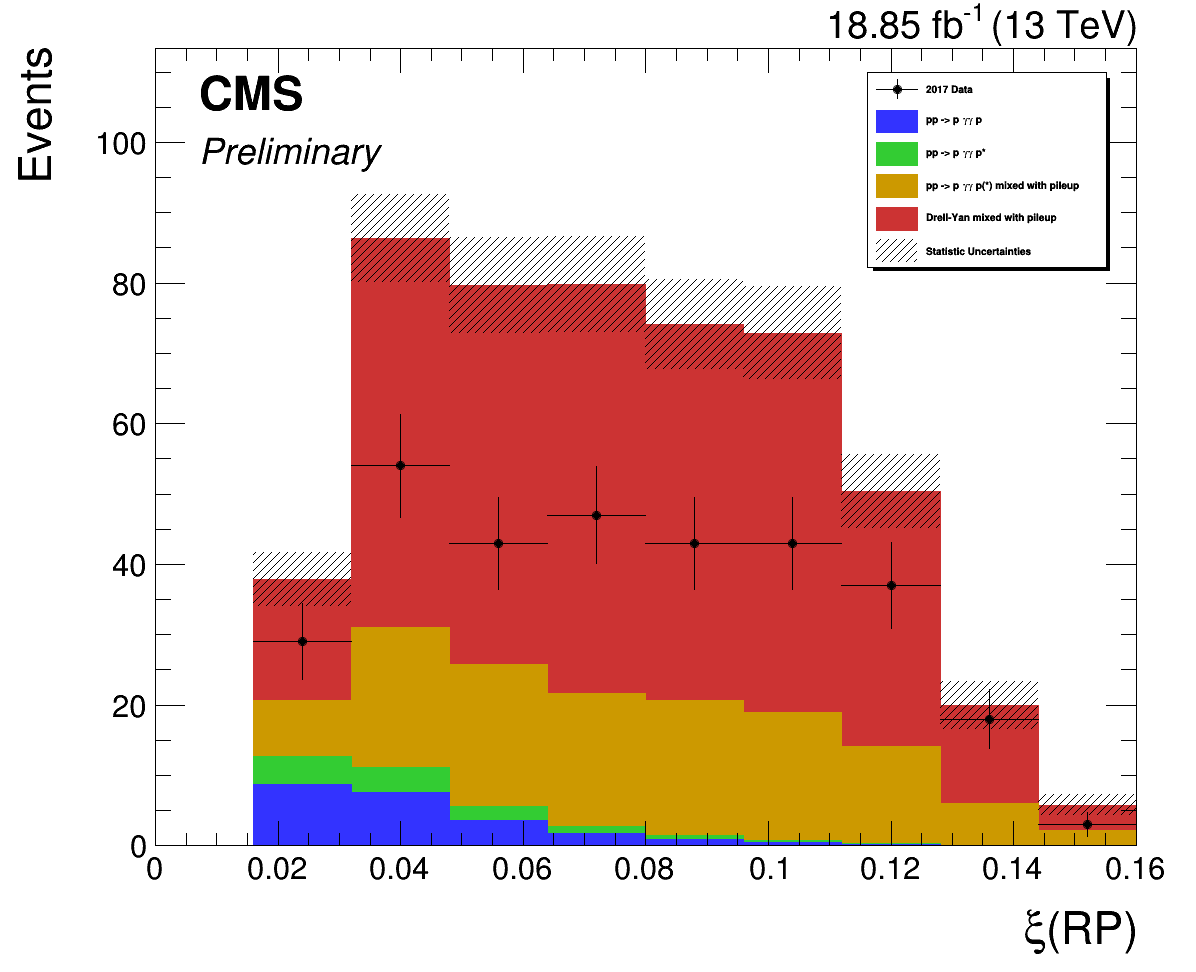 18.85 fb⁻¹ (13 TeV)
Events
CMS
Preliminary
2017 Data
pp -> p γγ p
pp -> p γγ p*
pp -> p γγ p(*) mixed with pileup
Drell-Yan mixed with pileup
Statistic Uncertainties
100
80
60
40
20
0
0 0.02 0.04 0.06 0.08 0.1 0.12 0.14 0.16
ξ(RP)